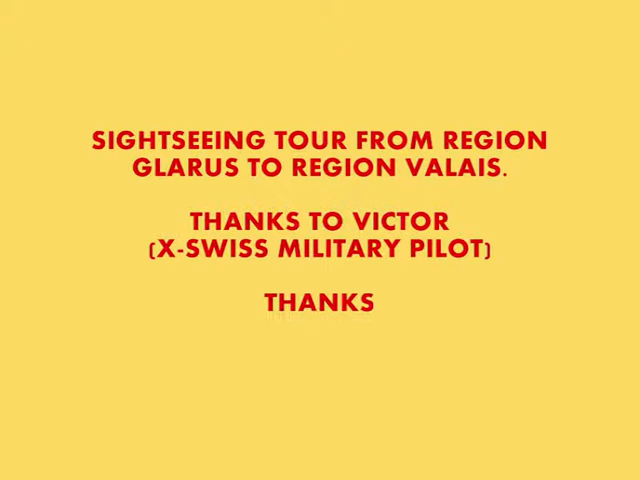 SIGHTSEEING TOUR FROM REGION
GLARUS TO REGION VALAIS.
THANKS TO VICTOR
(X-SWISS MILITARY PILOT)
THANKS